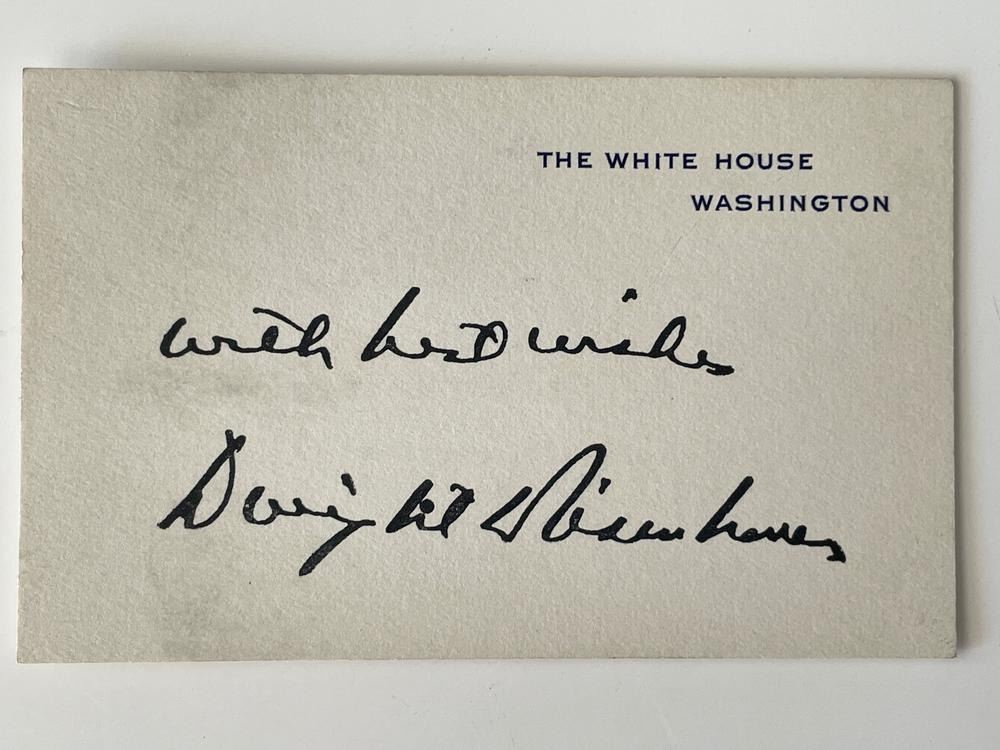 THE WHITE HOUSE
WASHINGTON
with best wishes
Dwight D Eisenhower